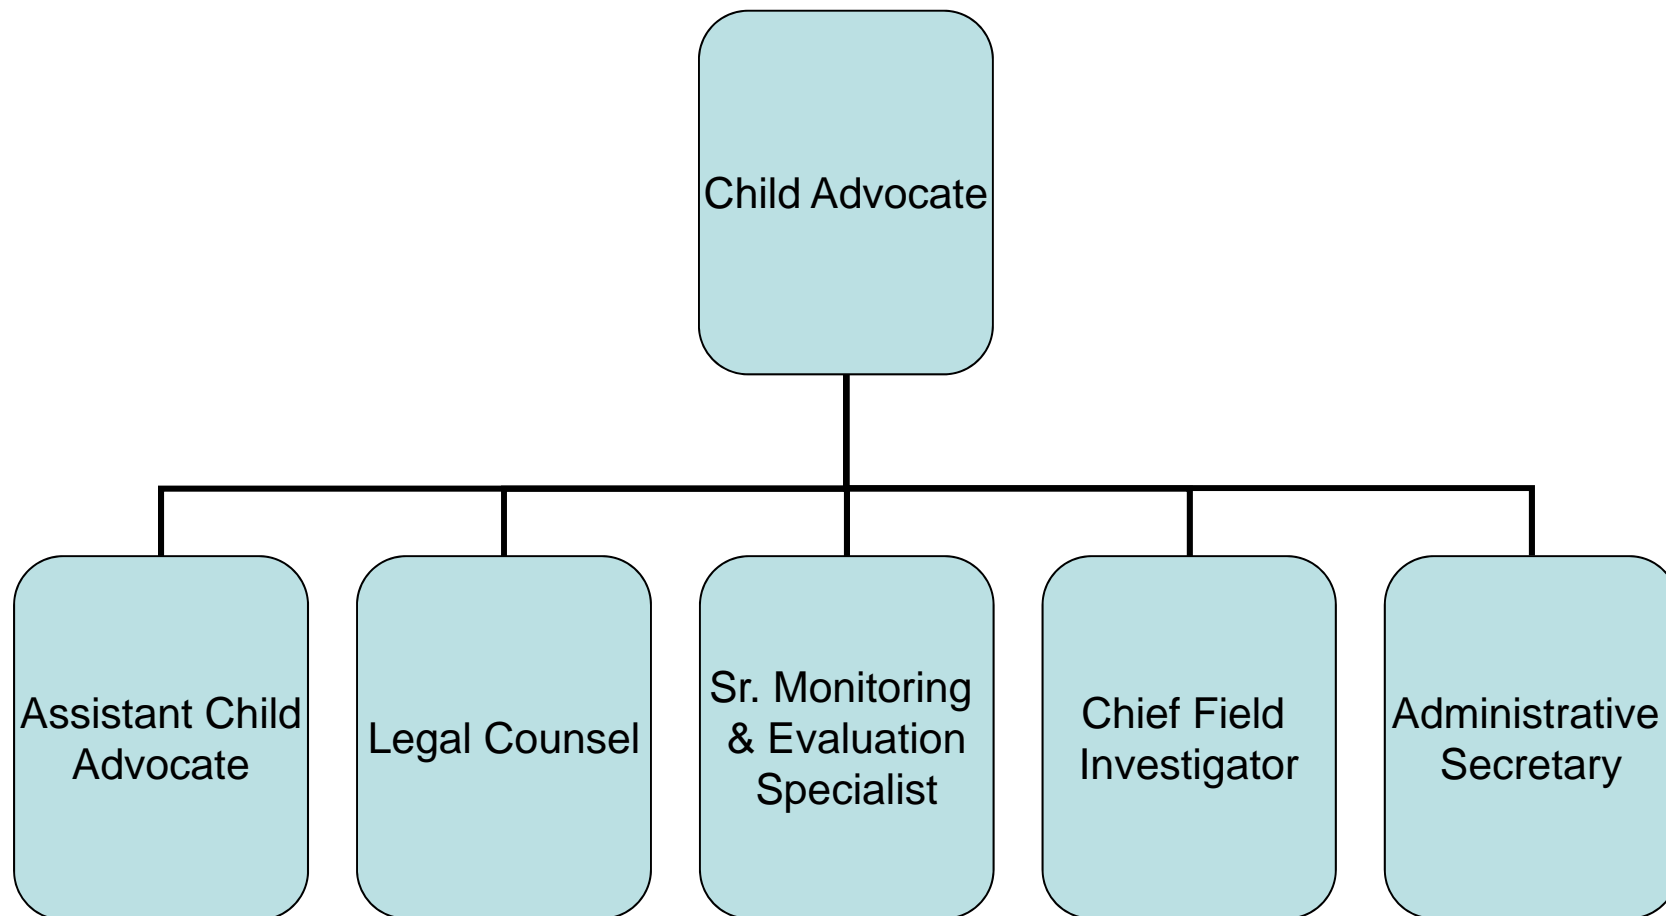 Child Advocate
Assistant Child
Advocate
Legal Counsel
Sr. Monitoring
& Evaluation
Specialist
Chief Field
Investigator
Administrative
Secretary